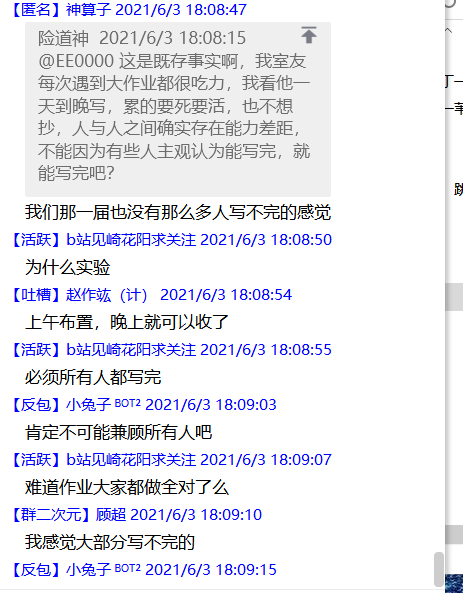 【匿名】神算子 2021/6/3 18:08:47
险道神 2021/6/3 18:08:15
@EE0000 这是既存事实啊，我室友
每次遇到大作业都很吃力，我看他一
天到晚写，累的要死要活，也不想
抄，人与人之间确实存在能力差距，
不能因为有些人主观认为能写完，就
能写完吧？
我们那一届也没有那么多人写不完的感觉
【活跃】b站见崎花阳求关注 2021/6/3 18:08:50
为什么实验
【吐槽】赵作竑（计） 2021/6/3 18:08:54
上午布置，晚上就可以收了
【活跃】b站见崎花阳求关注 2021/6/3 18:08:55
必须所有人都写完
【反包】小兔子 BOT2 2021/6/3 18:09:03
肯定不可能兼顾所有人吧
【活跃】b站见崎花阳求关注 2021/6/3 18:09:07
难道作业大家都做全对了么
【群二次元】顾超 2021/6/3 18:09:10
我感觉大部分写不完的
【反包】小兔子 BOT2 2021/6/3 18:09:15
跳